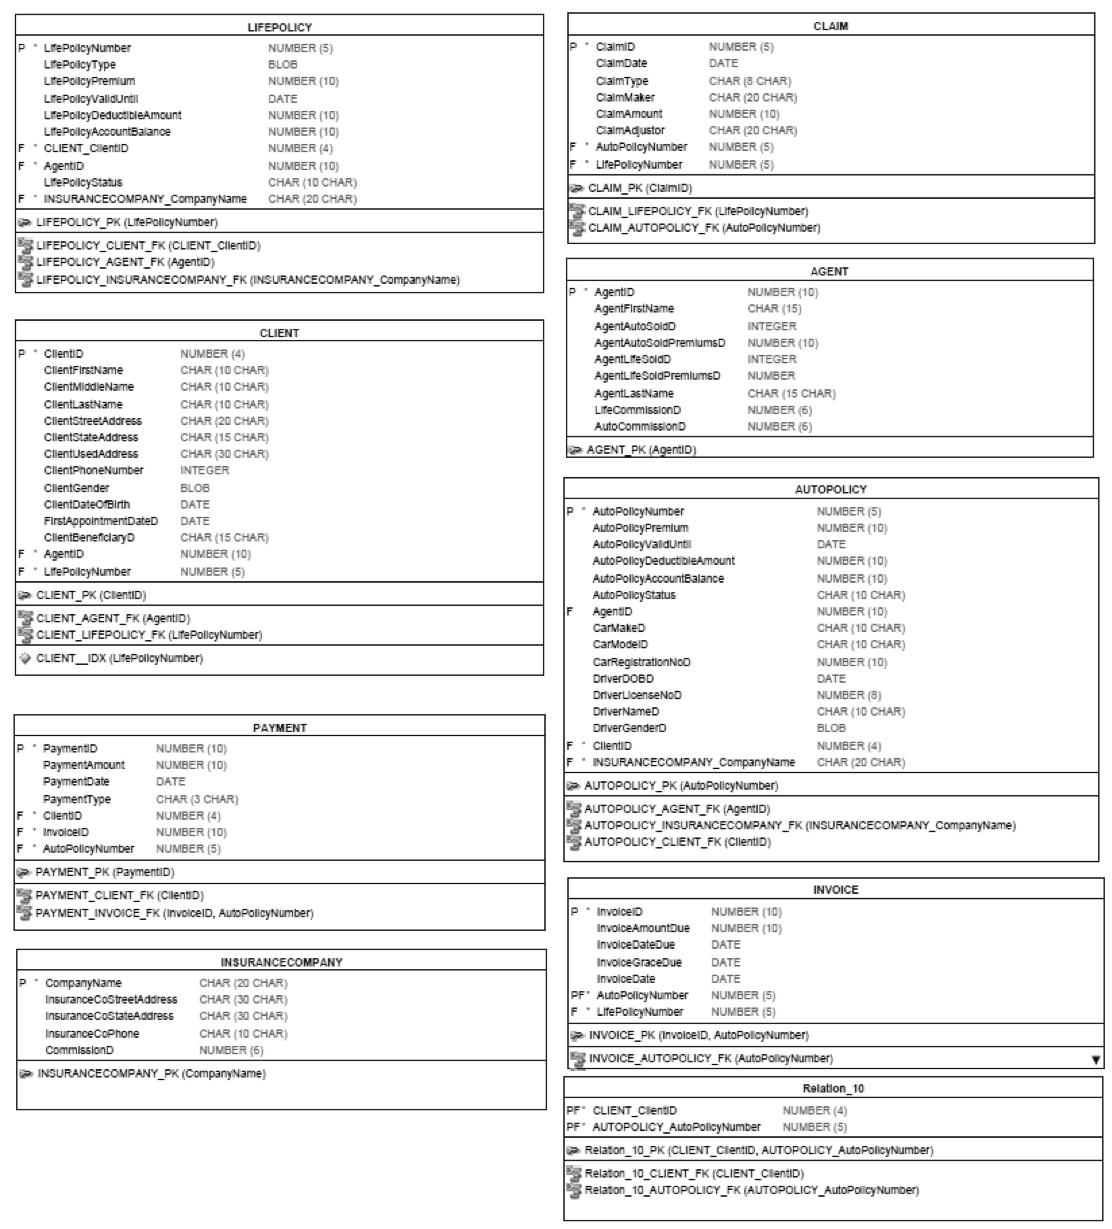 LIFEPOLICY
P * LifePolicyNumber NUMBER (5)
LifePolicyType BLOB
LifePolicyPremium NUMBER (10)
LifePolicyValidUntil DATE
LifePolicyDeductibleAmount NUMBER (10)
LifePolicyAccountBalance NUMBER (10)
F * CLIENT_ClientID NUMBER (4)
F * AgentID NUMBER (10)
LifePolicyStatus CHAR (10 CHAR)
F * INSURANCECOMPANY_CompanyName CHAR (20 CHAR)
LIFEPOLICY_PK (LifePolicyNumber)
LIFEPOLICY_CLIENT_FK (CLIENT_ClientID)
LIFEPOLICY_AGENT_FK (AgentID)
LIFEPOLICY_INSURANCECOMPANY_FK (INSURANCECOMPANY_CompanyName)
CLIENT
P * ClientID NUMBER (4)
ClientFirstName CHAR (10 CHAR)
ClientMiddleName CHAR (10 CHAR)
ClientLastName CHAR (10 CHAR)
ClientStreetAddress CHAR (20 CHAR)
ClientStateAddress CHAR (15 CHAR)
ClientUsedAddress CHAR (30 CHAR)
ClientPhoneNumber INTEGER
ClientGender BLOB
ClientDateOfBirth DATE
FirstAppointmentDateD DATE
ClientBeneficiaryD CHAR (15 CHAR)
F * AgentID NUMBER (10)
F * LifePolicyNumber NUMBER (5)
CLIENT_PK (ClientID)
CLIENT_AGENT_FK (AgentID)
CLIENT_LIFEPOLICY_FK (LifePolicyNumber)
CLIENT__IDX (LifePolicyNumber)
PAYMENT
P * PaymentID NUMBER (10)
PaymentAmount NUMBER (10)
PaymentDate DATE
PaymentType CHAR (3 CHAR)
F * ClientID NUMBER (4)
F * InvoiceID NUMBER (10)
F * AutoPolicyNumber NUMBER (5)
PAYMENT_PK (PaymentID)
PAYMENT_CLIENT_FK (ClientID)
PAYMENT_INVOICE_FK (InvoiceID, AutoPolicyNumber)
INSURANCECOMPANY
P * CompanyName CHAR (20 CHAR)
InsuranceCoStreetAddress CHAR (30 CHAR)
InsuranceCoStateAddress CHAR (30 CHAR)
InsuranceCoPhone CHAR (10 CHAR)
CommissionD NUMBER (6)
INSURANCECOMPANY_PK (CompanyName)
CLAIM
P * ClaimID NUMBER (5)
ClaimDate DATE
ClaimType CHAR (8 CHAR)
ClaimMaker CHAR (20 CHAR)
ClaimAmount NUMBER (10)
ClaimAdjustor CHAR (20 CHAR)
F * AutoPolicyNumber NUMBER (5)
F * LifePolicyNumber NUMBER (5)
CLAIM_PK (ClaimID)
CLAIM_LIFEPOLICY_FK (LifePolicyNumber)
CLAIM_AUTOPOLICY_FK (AutoPolicyNumber)
AGENT
P * AgentID NUMBER (10)
AgentFirstName CHAR (15)
AgentAutoSoldD INTEGER
AgentAutoSoldPremiumsD NUMBER (10)
AgentLifeSoldD INTEGER
AgentLifeSoldPremiumsD NUMBER
AgentLastName CHAR (15 CHAR)
LifeCommissionD NUMBER (6)
AutoCommissionD NUMBER (6)
AGENT_PK (AgentID)
AUTOPOLICY
P * AutoPolicyNumber NUMBER (5)
AutoPolicyPremium NUMBER (10)
AutoPolicyValidUntil DATE
AutoPolicyDeductibleAmount NUMBER (10)
AutoPolicyAccountBalance NUMBER (10)
AutoPolicyStatus CHAR (10 CHAR)
F AgentID NUMBER (10)
CarMakeD CHAR (10 CHAR)
CarModelD CHAR (10 CHAR)
CarRegistrationNoD NUMBER (10)
DriverDOBD DATE
DriverLicenseNoD NUMBER (8)
DriverNameD CHAR (10 CHAR)
DriverGenderD BLOB
F * ClientID NUMBER (4)
F * INSURANCECOMPANY_CompanyName CHAR (20 CHAR)
AUTOPOLICY_PK (AutoPolicyNumber)
AUTOPOLICY_AGENT_FK (AgentID)
AUTOPOLICY_INSURANCECOMPANY_FK (INSURANCECOMPANY_CompanyName)
AUTOPOLICY_CLIENT_FK (ClientID)
INVOICE
P * InvoiceID NUMBER (10)
InvoiceAmountDue NUMBER (10)
InvoiceDateDue DATE
InvoiceGraceDue DATE
InvoiceDate DATE
PF* AutoPolicyNumber NUMBER (5)
F * LifePolicyNumber NUMBER (5)
INVOICE_PK (InvoiceID, AutoPolicyNumber)
INVOICE_AUTOPOLICY_FK (AutoPolicyNumber)
Relation_10
PF* CLIENT_ClientID NUMBER (4)
PF* AUTOPOLICY_AutoPolicyNumber NUMBER (5)
Relation_10_PK (CLIENT_ClientID, AUTOPOLICY_AutoPolicyNumber)
Relation_10_CLIENT_FK (CLIENT_ClientID)
Relation_10_AUTOPOLICY_FK (AUTOPOLICY_AutoPolicyNumber)